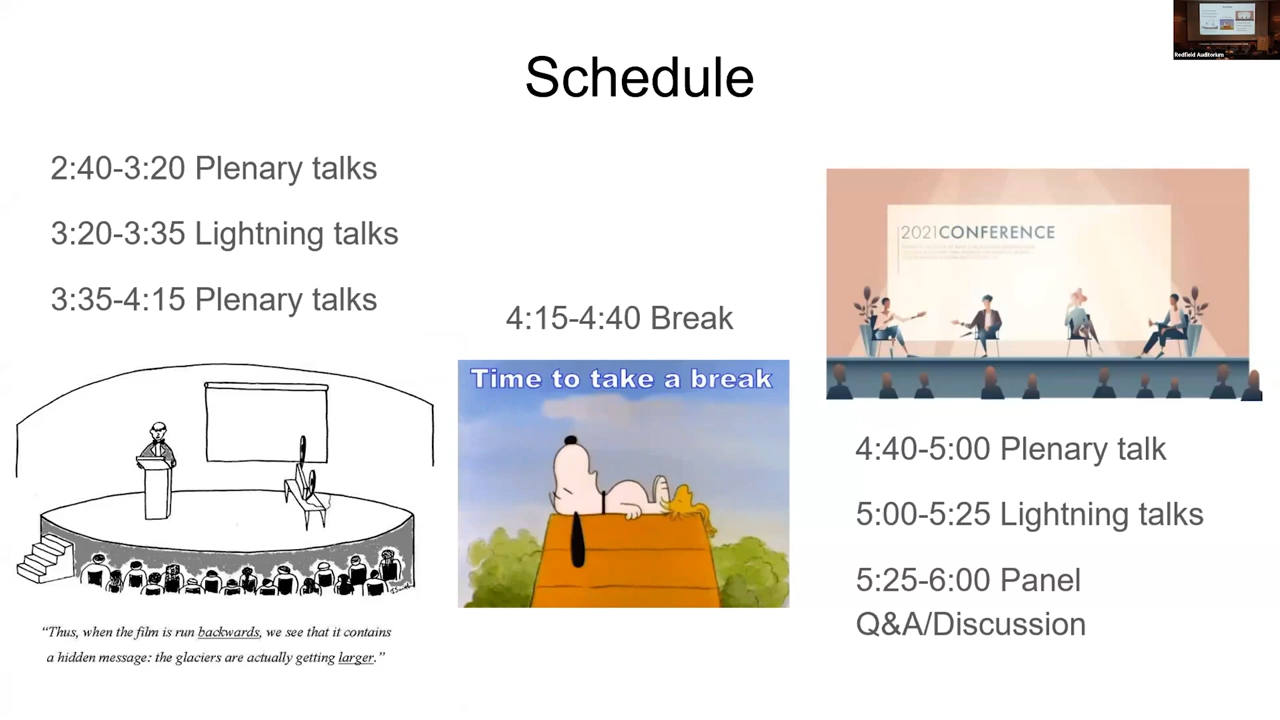 Schedule
2:40-3:20 Plenary talks
3:20-3:35 Lightning talks
3:35-4:15 Plenary talks
“Thus, when the film is run backwards, we see that it contains
a hidden message: the glaciers are actually getting larger.”
4:15-4:40 Break
Time to take a break
2021CONFERENCE
4:40-5:00 Plenary talk
5:00-5:25 Lightning talks
5:25-6:00 Panel
Q&A/Discussion
Redfield Auditorium